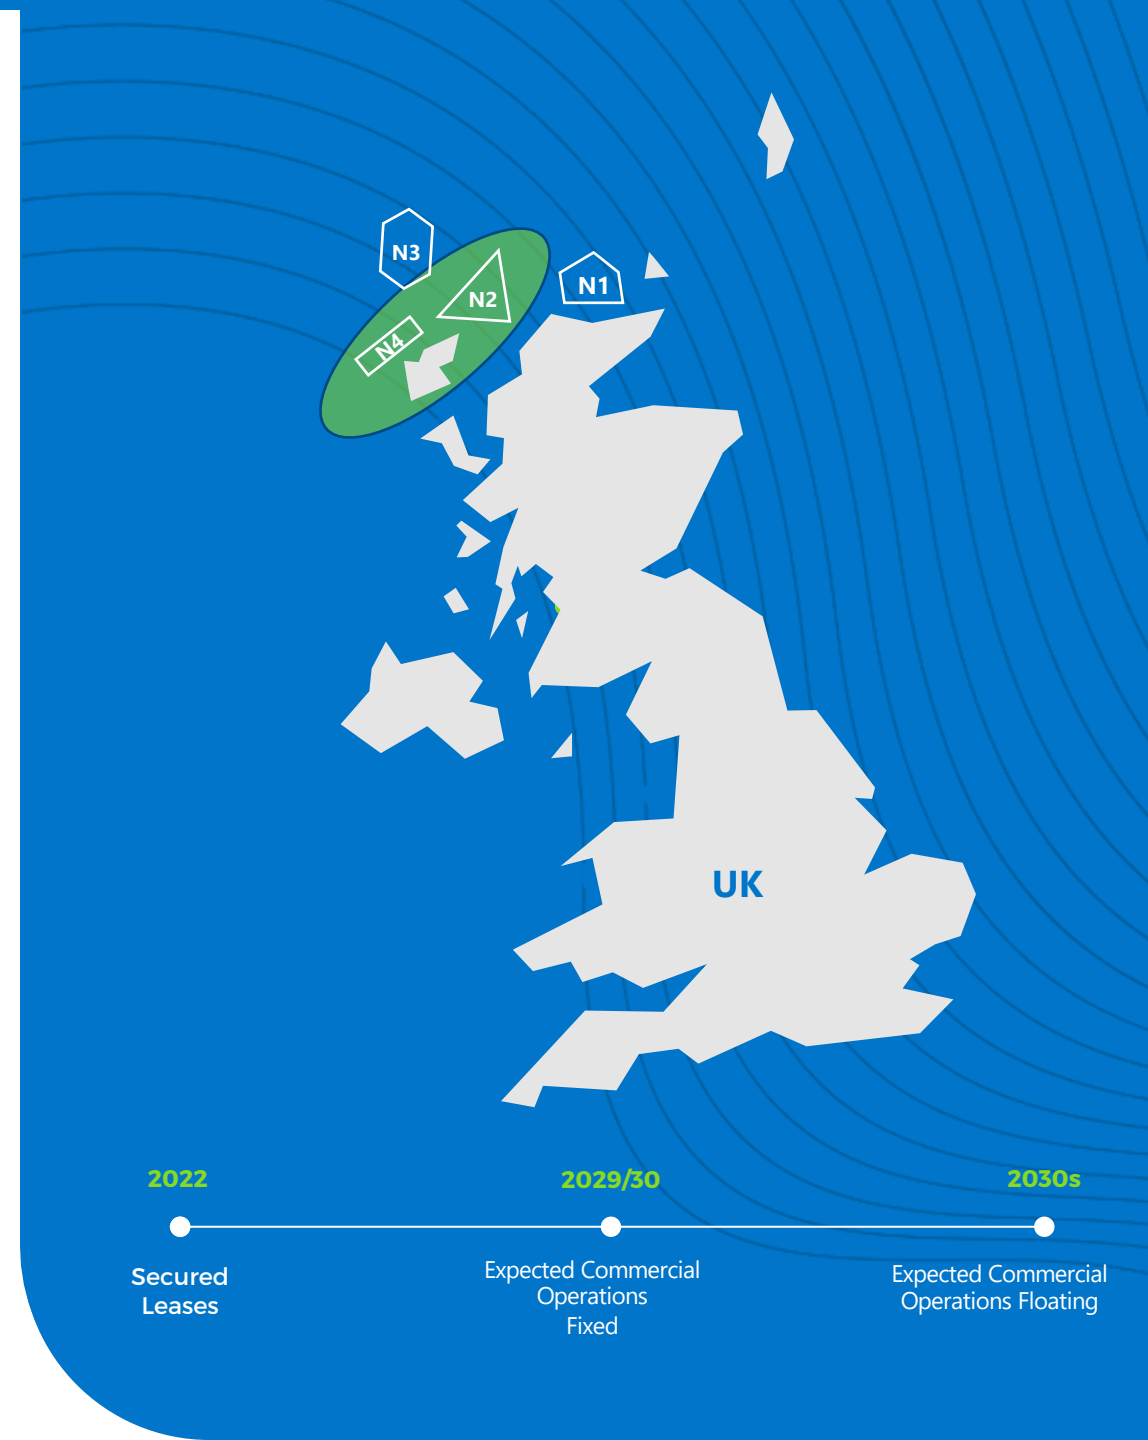 N3
N2
N1
N4
UK
2022
2029/30
2030s
Secured
Leases
Expected Commercial
Operations
Fixed
Expected Commercial
Operations Floating